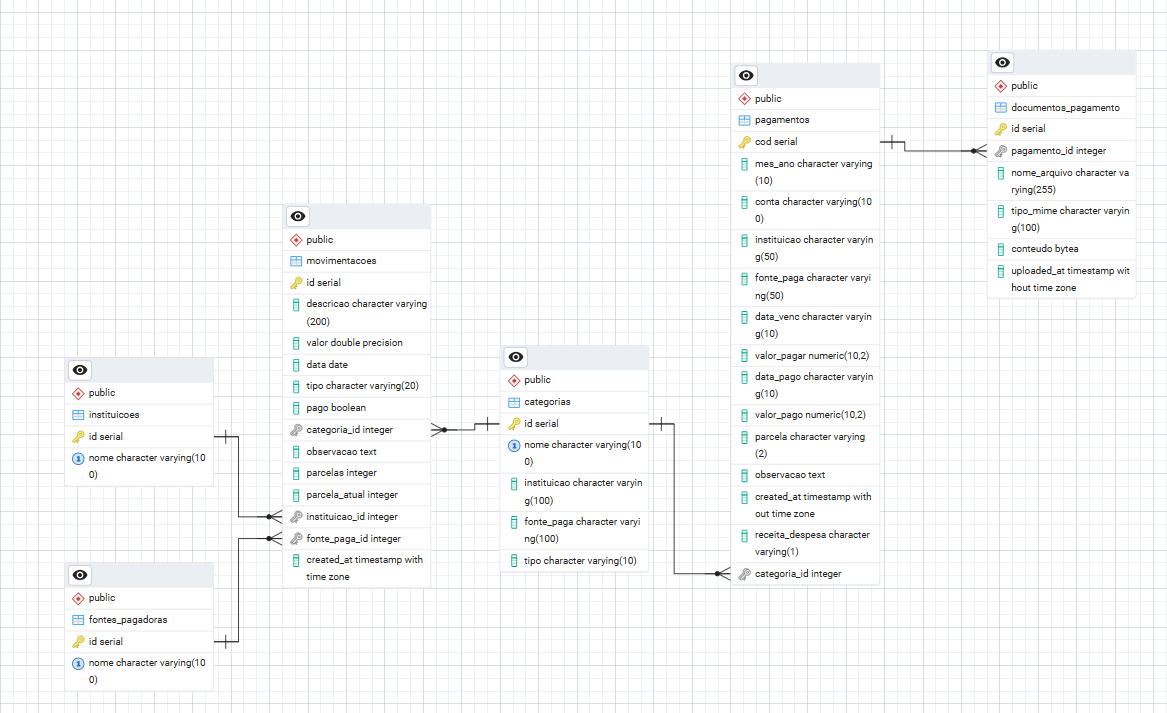 public
instituicoes
id serial
nome character varying(10
0)
public
fontes_pagadoras
id serial
nome character varying(10
0)
public
movimentacoes
id serial
descricao character varying
(200)
valor double precision
data date
tipo character varying(20)
pago boolean
categoria_id integer
observacao text
parcelas integer
parcela_atual integer
instituicao_id integer
fonte_paga_id integer
created_at timestamp with
time zone
public
categorias
id serial
nome character varying(10
0)
instituicao character varyin
g(100)
fonte_paga character varyi
ng(100)
tipo character varying(10)
public
pagamentos
cod serial
mes_ano character varying
(10)
conta character varying(10
0)
instituicao character varyin
g(50)
fonte_paga character varyi
ng(50)
data_venc character varyin
g(10)
valor_pagar numeric(10,2)
data_pago character varyin
g(10)
valor_pago numeric(10,2)
parcela character varying
(2)
observacao text
created_at timestamp with
out time zone
receita_despesa character
varying(1)
categoria_id integer
public
documentos_pagamento
id serial
pagamento_id integer
nome_arquivo character va
rying(255)
tipo_mime character varyin
g(100)
conteudo bytea
uploaded_at timestamp wit
hout time zone